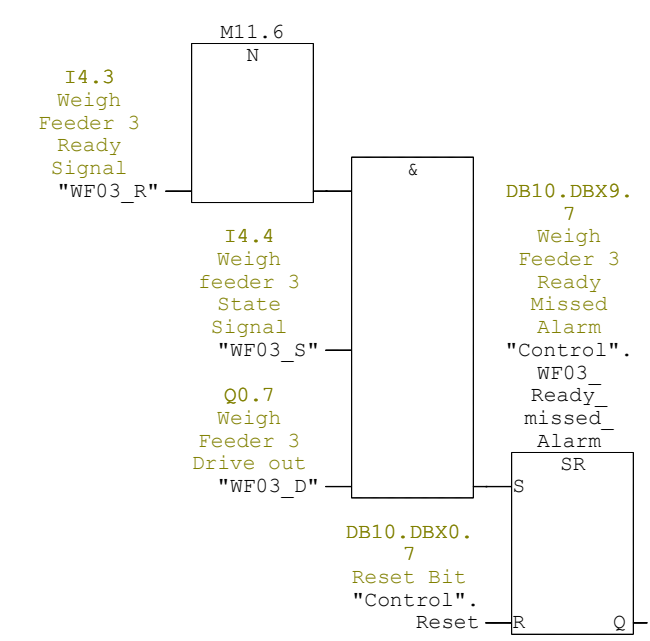 M11.6
N
I4.3
Weigh
Feeder 3
Ready
Signal
"WF03_R"
&
I4.4
Weigh
feeder 3
State
Signal
"WF03_S"
Q0.7
Weigh
Feeder 3
Drive out
"WF03_D"
DB10.DBX9.
7
Weigh
Feeder 3
Ready
Missed
Alarm
"Control".
WF03_
Ready_
missed_
Alarm
SR
S
DB10.DBX0.
7
Reset Bit
"Control".
Reset
R
Q